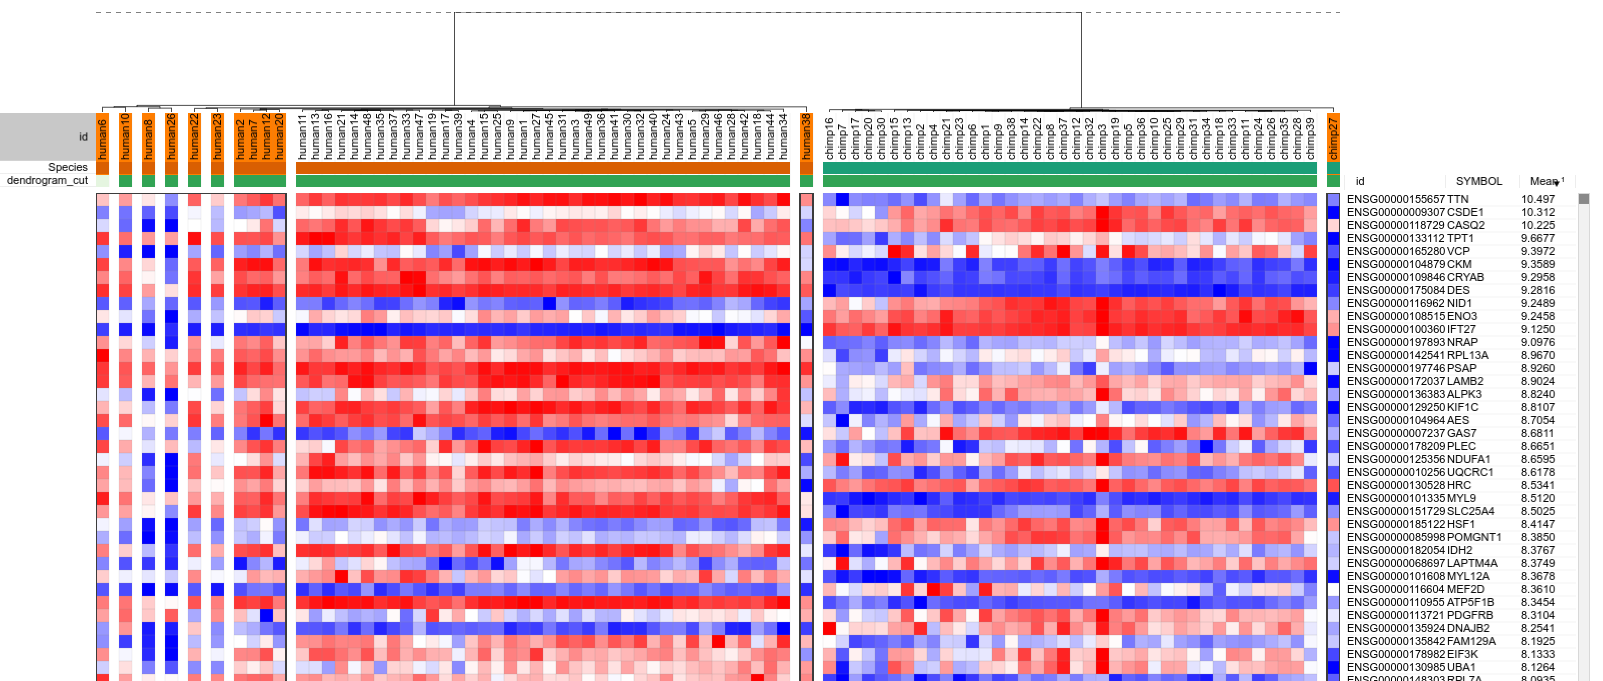 id
human6 human10 human8 human26 human22 human23 human2 human7 human12 human20 human11 human13 human16 human21 human14 human48 human35 human37 human33 human47 human19 human17 human39 human4 human15 human25 human9 human1 human27 human45 human31 human3 human49 human36 human41 human30 human32 human40 human24 human43 human5 human29 human46 human28 human42 human18 human44 human34 human38 chimp16 chimp7 chimp17 chimp20 chimp30 chimp15 chimp13 chimp2 chimp4 chimp21 chimp23 chimp6 chimp1 chimp9 chimp38 chimp14 chimp22 chimp8 chimp37 chimp12 chimp32 chimp3 chimp19 chimp5 chimp36 chimp10 chimp25 chimp29 chimp31 chimp34 chimp18 chimp33 chimp11 chimp24 chimp26 chimp35 chimp28 chimp39 chimp27
Species
dendrogram_cut
id SYMBOL Mean 1
ENSG00000155657 TTN 10.497
ENSG00000009307 CSDE1 10.312
ENSG00000118729 CASQ2 10.225
ENSG00000133112 TPT1 9.6677
ENSG00000165280 VCP 9.3972
ENSG00000104879 CKM 9.3589
ENSG00000109846 CRYAB 9.2958
ENSG00000175084 DES 9.2816
ENSG00000116962 NID1 9.2489
ENSG00000108515 ENO3 9.2458
ENSG00000100360 IFT27 9.1250
ENSG00000197893 NRAP 9.0976
ENSG00000142541 RPL13A 8.9670
ENSG00000197746 PSAP 8.9260
ENSG00000172037 LAMB2 8.9024
ENSG00000136383 ALPK3 8.8240
ENSG00000129250 KIF1C 8.8107
ENSG00000104964 AES 8.7054
ENSG00000007237 GAS7 8.6811
ENSG00000178209 PLEC 8.6651
ENSG00000125356 NDUFA1 8.6595
ENSG00000010256 UQCRC1 8.6178
ENSG00000130528 HRC 8.5341
ENSG00000101335 MYL9 8.5120
ENSG00000151729 SLC25A4 8.5025
ENSG00000185122 HSF1 8.4147
ENSG00000085998 POMGNT1 8.3850
ENSG00000182054 IDH2 8.3767
ENSG00000068697 LAPTM4A 8.3749
ENSG00000101608 MYL12A 8.3678
ENSG00000116604 MEF2D 8.3610
ENSG00000110955 ATP5F1B 8.3454
ENSG00000113721 PDGFRB 8.3104
ENSG00000135924 DNAJB2 8.2541
ENSG00000135842 FAM129A 8.1925
ENSG00000178982 EIF3K 8.1333
ENSG00000130985 UBA1 8.1264
ENSG00000148303 RPL7A 8.0935